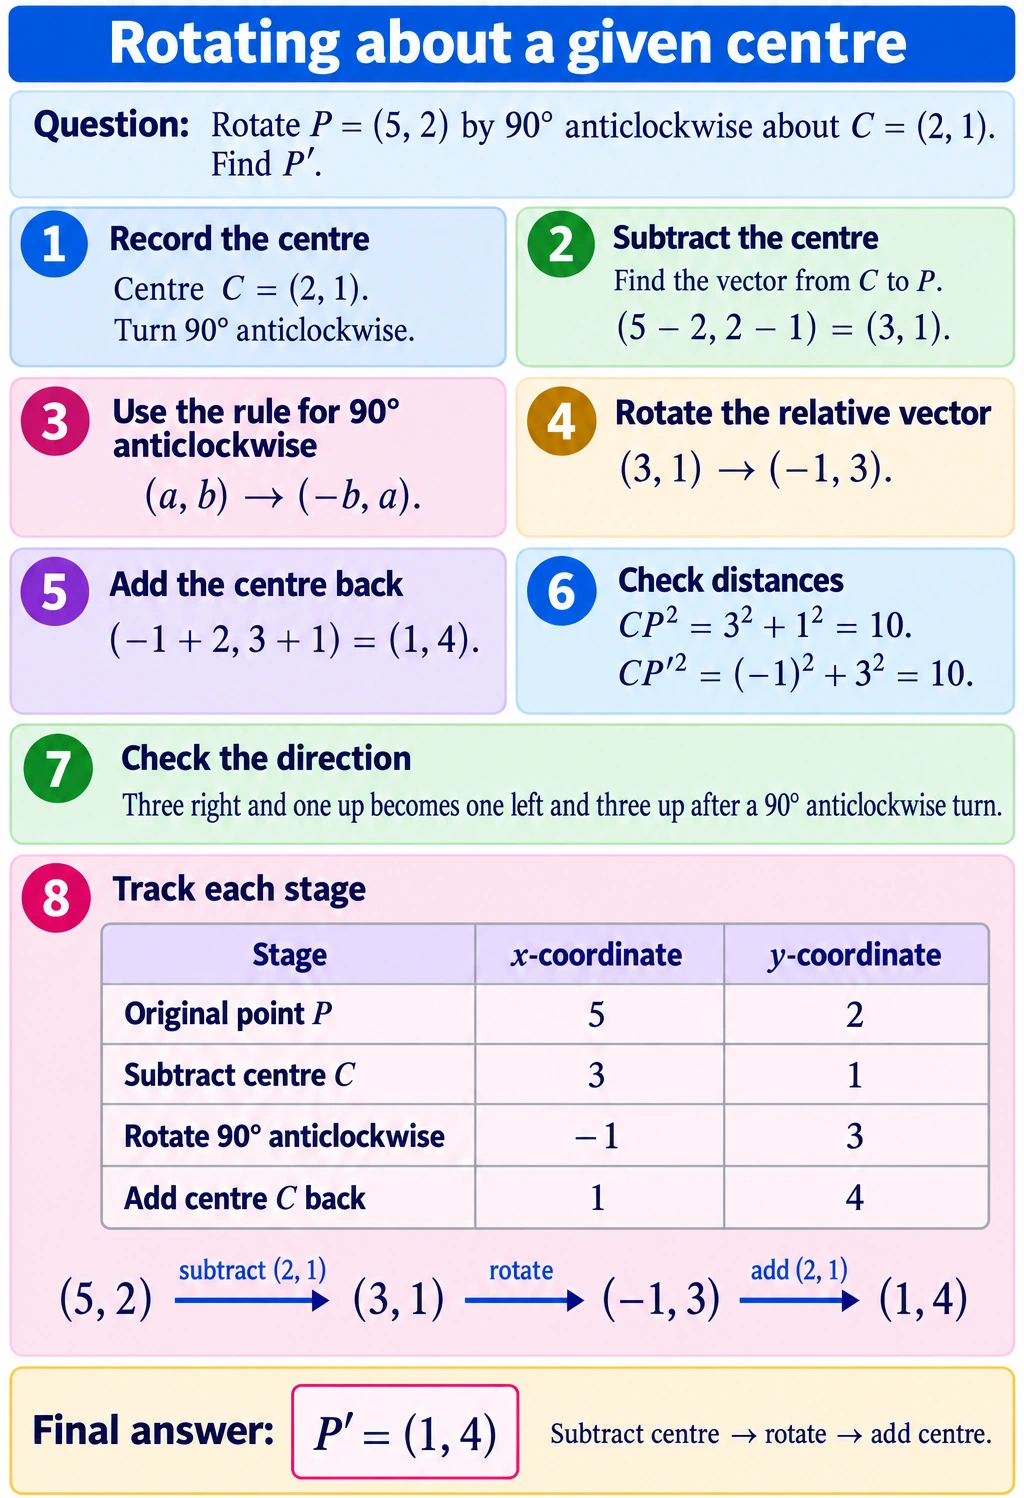 Rotating about a given centre
Question: Rotate P = (5, 2) by 90° anticlockwise about C = (2, 1).
Find P′.
1 Record the centre
Centre C = (2, 1).
Turn 90° anticlockwise.
2 Subtract the centre
Find the vector from C to P.
(5 − 2, 2 − 1) = (3, 1).
3 Use the rule for 90°
anticlockwise
(a, b) → (−b, a).
4 Rotate the relative vector
(3, 1) → (−1, 3).
5 Add the centre back
(−1 + 2, 3 + 1) = (1, 4).
6 Check distances
CP² = 3² + 1² = 10.
CP′² = (−1)² + 3² = 10.
7 Check the direction
Three right and one up becomes one left and three up after a 90° anticlockwise turn.
8 Track each stage
Stage x-coordinate y-coordinate
Original point P 5 2
Subtract centre C 3 1
Rotate 90° anticlockwise −1 3
Add centre C back 1 4
subtract (2, 1) rotate add (2, 1)
(5, 2) → (3, 1) → (−1, 3) → (1, 4)
Final answer: P′ = (1, 4) Subtract centre → rotate → add centre.